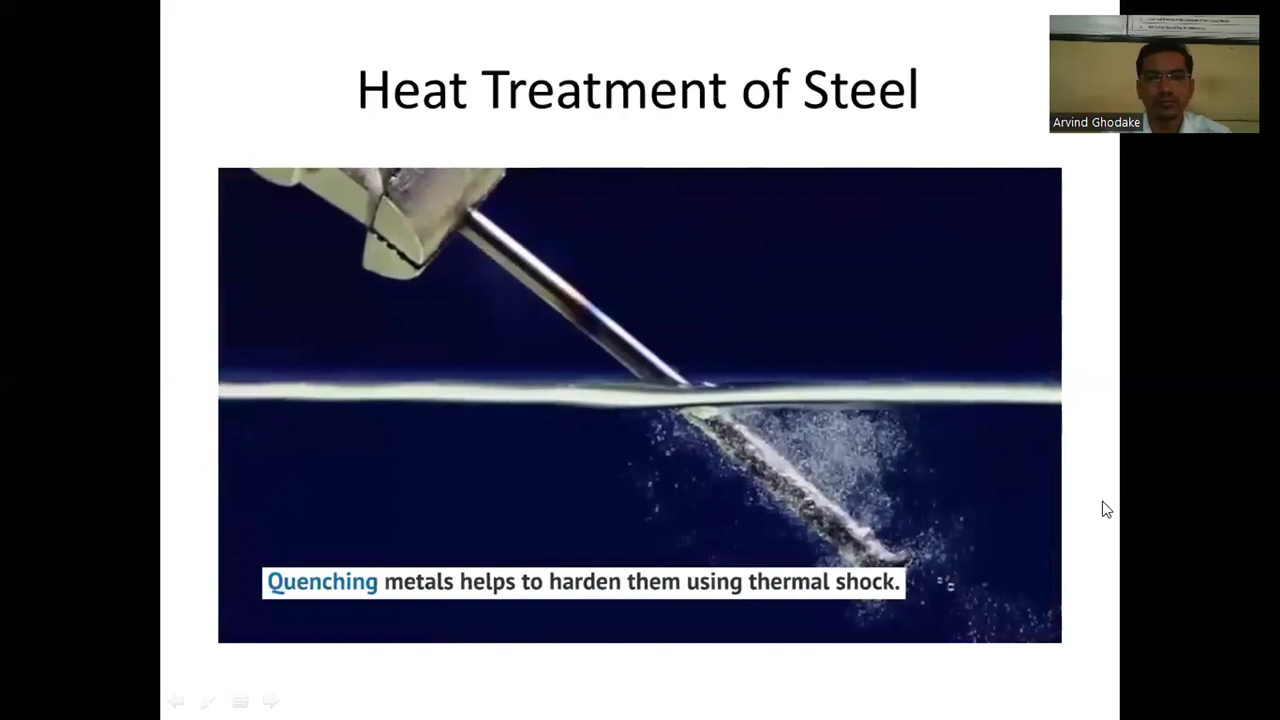 Heat Treatment of Steel
Arvind Ghodake
Quenching metals helps to harden them using thermal shock.